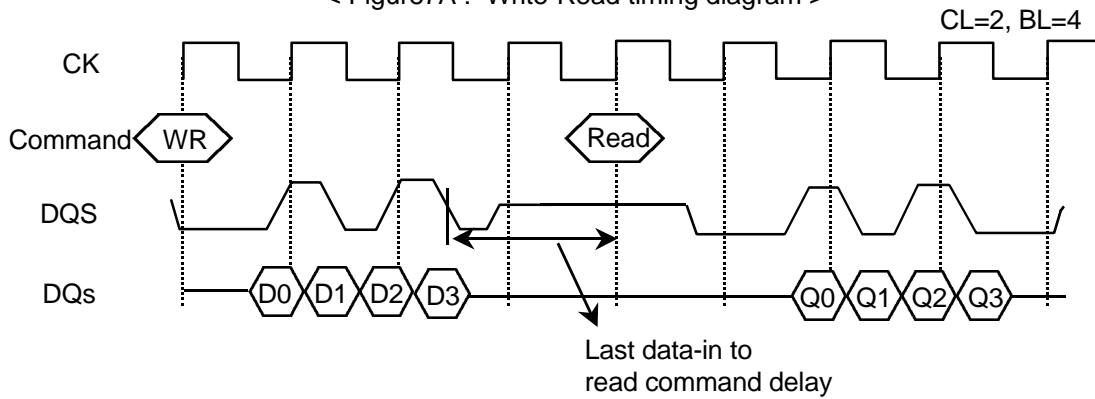 < Figure7A : Write-Read timing diagram >
CL=2, BL=4
CK
Command WR Read
DQS
DQs D0 D1 D2 D3 Q0 Q1 Q2 Q3
Last data-in to
read command delay